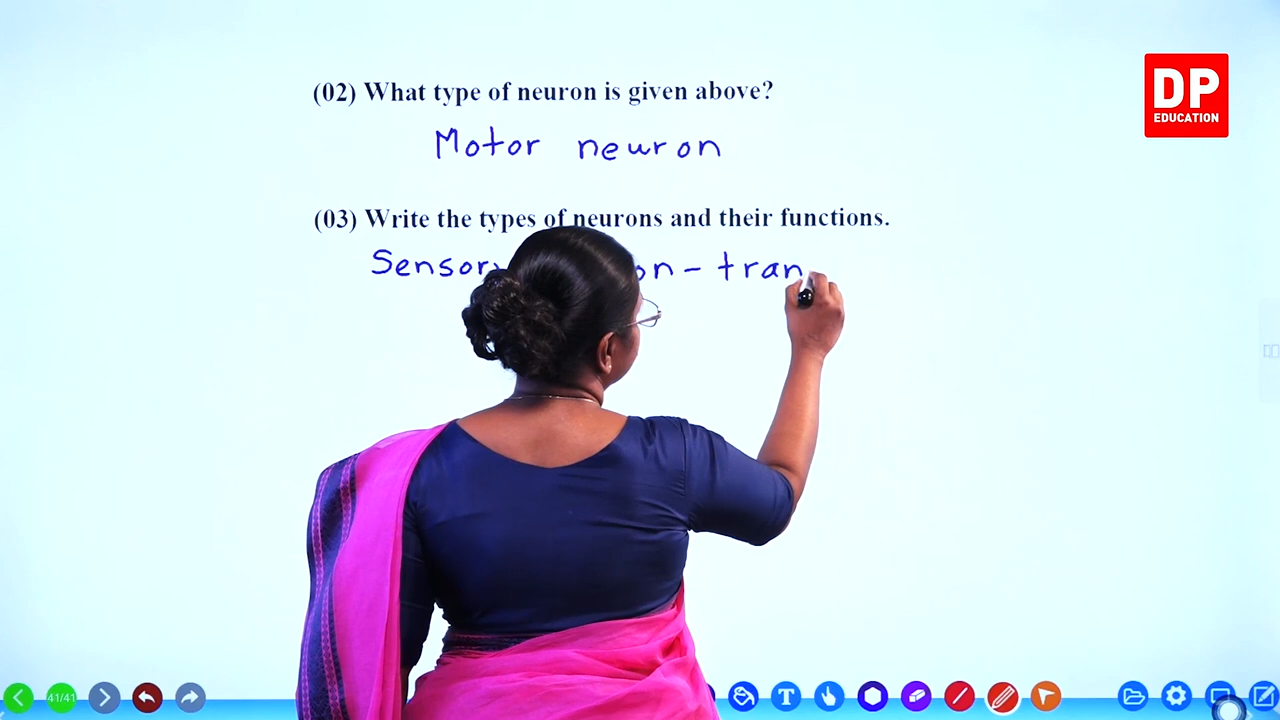 DP
EDUCATION
(02) What type of neuron is given above?
Motor neuron
(03) Write the types of neurons and their functions.
Sensory - tran
41/41
T